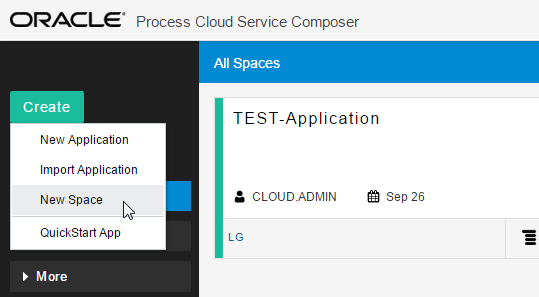 ORACLE Process Cloud Service Composer
All Spaces
Create
New Application
Import Application
New Space
QuickStart App
More
TEST-Application
CLOUD.ADMIN Sep 26
LG